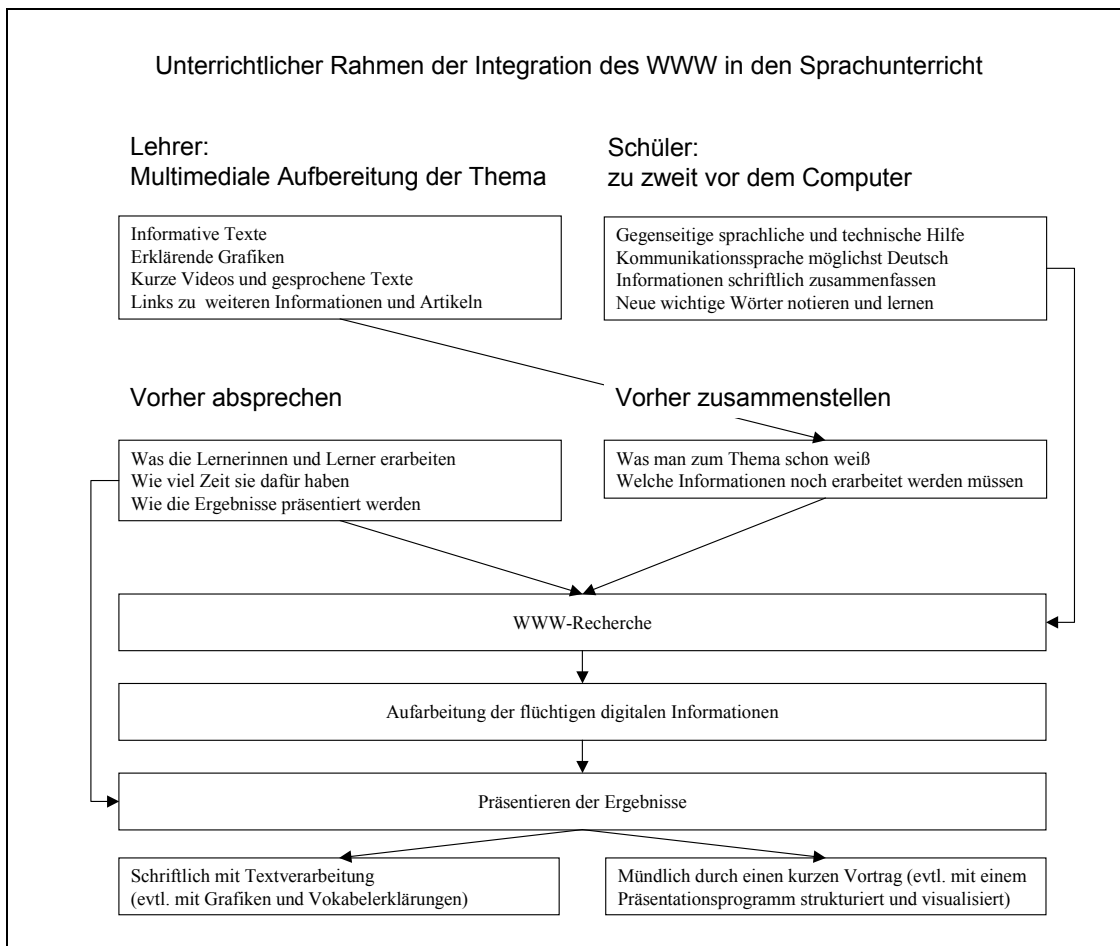 Unterrichtlicher Rahmen der Integration des WWW in den Sprachunterricht
Lehrer:
Multimediale Aufbereitung der Thema
Schüler:
zu zweit vor dem Computer
Informative Texte
Erklärende Grafiken
Kurze Videos und gesprochene Texte
Links zu weiteren Informationen und Artikeln
Gegenseitige sprachliche und technische Hilfe
Kommunikationssprache möglichst Deutsch
Informationen schriftlich zusammenfassen
Neue wichtige Wörter notieren und lernen
Vorher absprechen
Vorher zusammenstellen
Was die Lernerinnen und Lerner erarbeiten
Wie viel Zeit sie dafür haben
Wie die Ergebnisse präsentiert werden
Was man zum Thema schon weiß
Welche Informationen noch erarbeitet werden müssen
WWW-Recherche
Aufarbeitung der flüchtigen digitalen Informationen
Präsentieren der Ergebnisse
Schriftlich mit Textverarbeitung
(evtl. mit Grafiken und Vokabelerklärungen)
Mündlich durch einen kurzen Vortrag (evtl. mit einem
Präsentationsprogramm strukturiert und visualisiert)